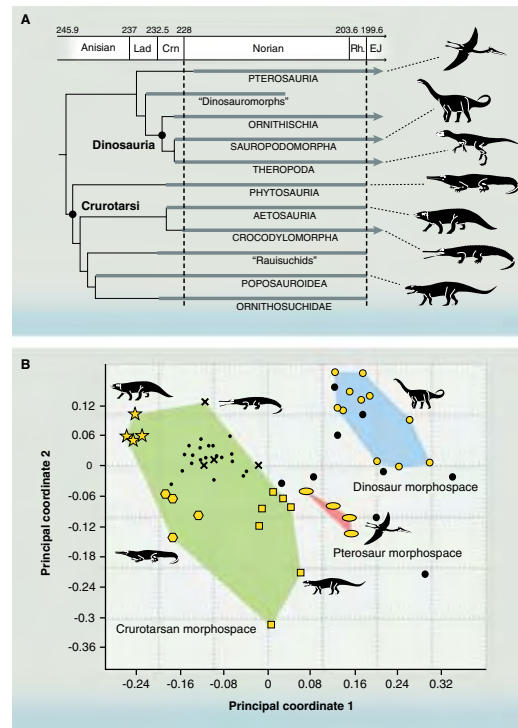 A
245.9 237 232.5 228 203.6 199.6
Anisian Lad Crn Norian Rh. EJ
PTEROSAURIA
“Dinosauromorphs”
ORNITHISCHIA
Dinosauria
SAUROPODOMORPHA
THEROPODA
PHYTOSAURIA
Crurotarsi
AETOSAURIA
CROCODYLOMORPHA
“Rauisuchids”
POPOSAUROIDEA
ORNITHOSUCHIDAE
B
Principal coordinate 2
0.12
0.06
0
-0.06
-0.12
-0.18
-0.24
-0.3
-0.36
Dinosaur morphospace
Pterosaur morphospace
Crurotarsan morphospace
-0.24 -0.16 -0.08 0 0.08 0.16 0.24 0.32
Principal coordinate 1